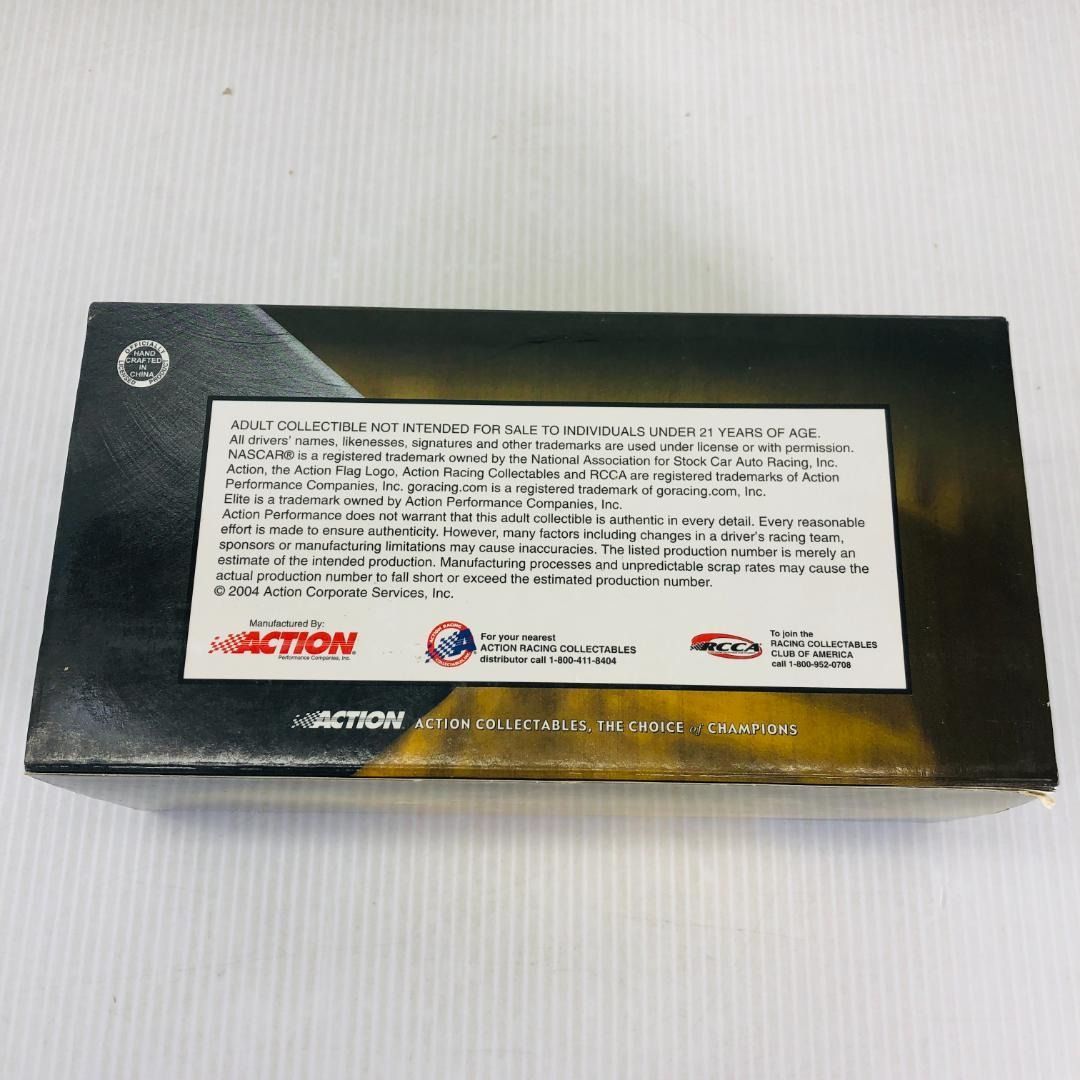 OFFICIALLY
HAND
CRAFTED
IN
CHINA
LICENSED PRODUCT
ADULT COLLECTIBLE NOT INTENDED FOR SALE TO INDIVIDUALS UNDER 21 YEARS OF AGE.
All drivers' names, likenesses, signatures and other trademarks are used under license or with permission.
NASCAR® is a registered trademark owned by the National Association for Stock Car Auto Racing, Inc.
Action, the Action Flag Logo, Action Racing Collectables and RCCA are registered trademarks of Action
Performance Companies, Inc. goracing.com is a registered trademark of goracing.com, Inc.
Elite is a trademark owned by Action Performance Companies, Inc.
Action Performance does not warrant that this adult collectible is authentic in every detail. Every reasonable
effort is made to ensure authenticity. However, many factors including changes in a driver's racing team,
sponsors or manufacturing limitations may cause inaccuracies. The listed production number is merely an
estimate of the intended production. Manufacturing processes and unpredictable scrap rates may cause the
actual production number to fall short or exceed the estimated production number.
© 2004 Action Corporate Services, Inc.
Manufactured By:
ACTION
Performance Companies, Inc.
ACTION RACING
A
COLLECTABLES
For your nearest
ACTION RACING COLLECTABLES
distributor call 1-800-411-8404
RCCA
To join the
RACING COLLECTABLES
CLUB OF AMERICA
call 1-800-952-0708
ACTION ACTION COLLECTABLES, THE CHOICE of CHAMPIONS